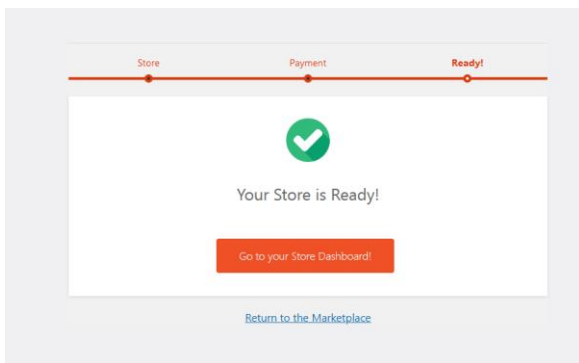 Store Payment Ready!
Your Store is Ready!
Go to your Store Dashboard!
Return to the Marketplace